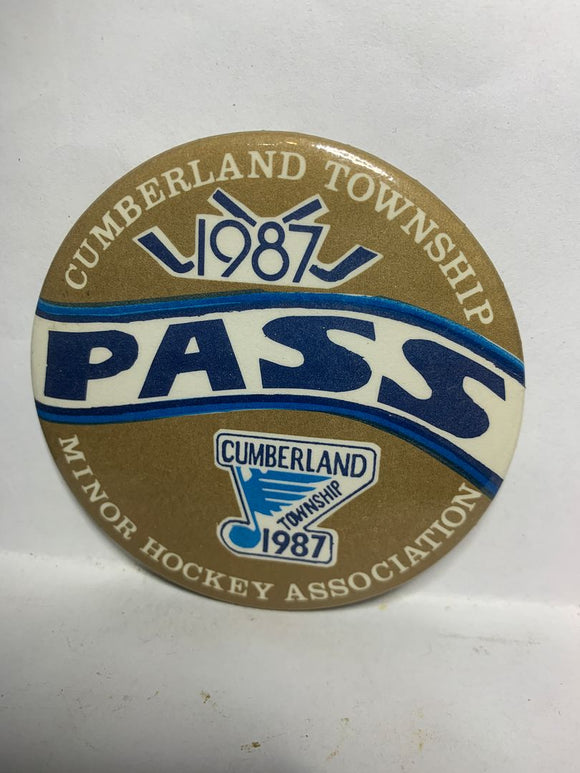 CUMBERLAND TOWNSHIP
1987
PASS
CUMBERLAND
TOWNSHIP
1987
MINOR HOCKEY ASSOCIATION